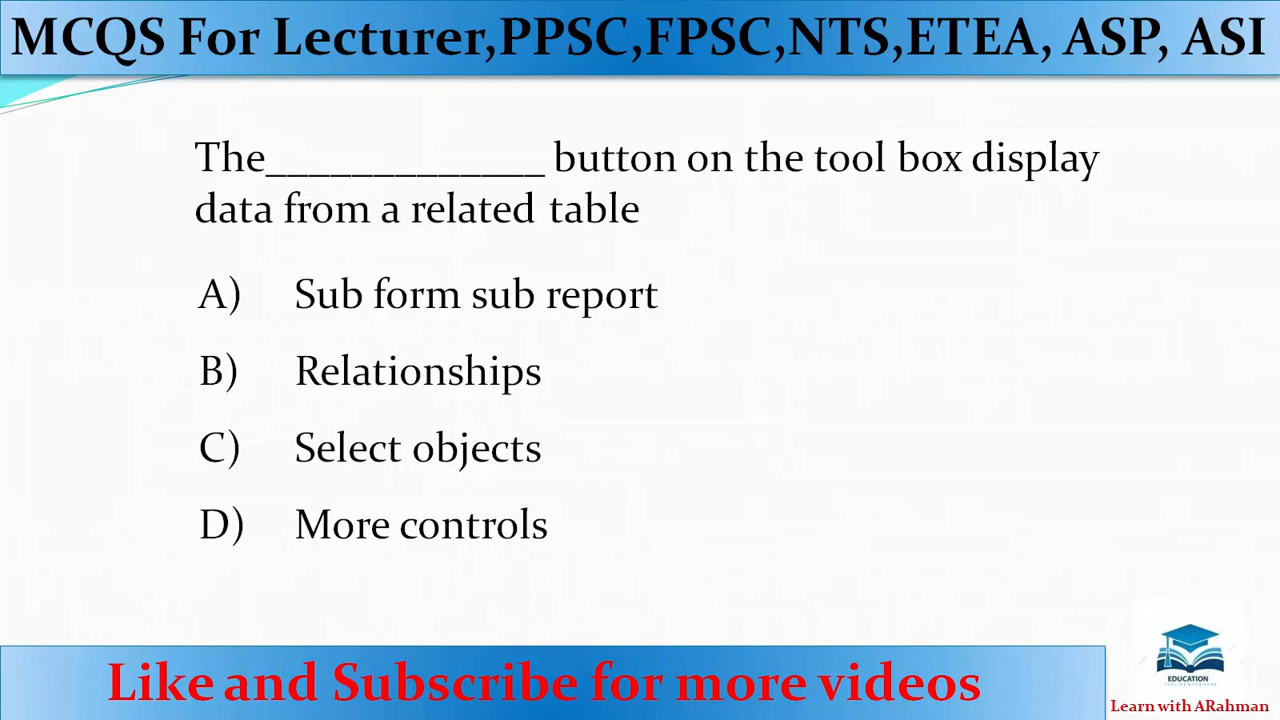 MCQS For Lecturer,PPSC,FPSC,NTS,ETEA, ASP, ASI
The_____________ button on the tool box display
data from a related table
A) Sub form sub report
B) Relationships
C) Select objects
D) More controls
Like and Subscribe for more videos
EDUCATION
Learn with ARahman